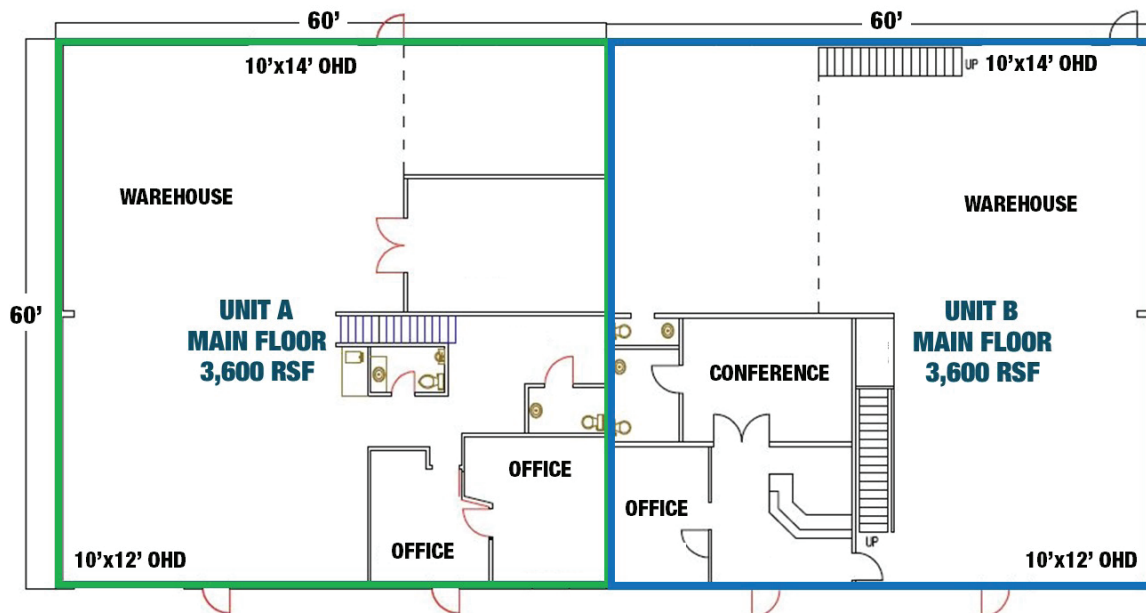 60’
60’
10’x14’ OHD
UP
10’x14’ OHD
WAREHOUSE
WAREHOUSE
60’
UNIT A
MAIN FLOOR
3,600 RSF
UNIT B
MAIN FLOOR
3,600 RSF
CONFERENCE
OFFICE
OFFICE
OFFICE
UP
10’x12’ OHD
10’x12’ OHD